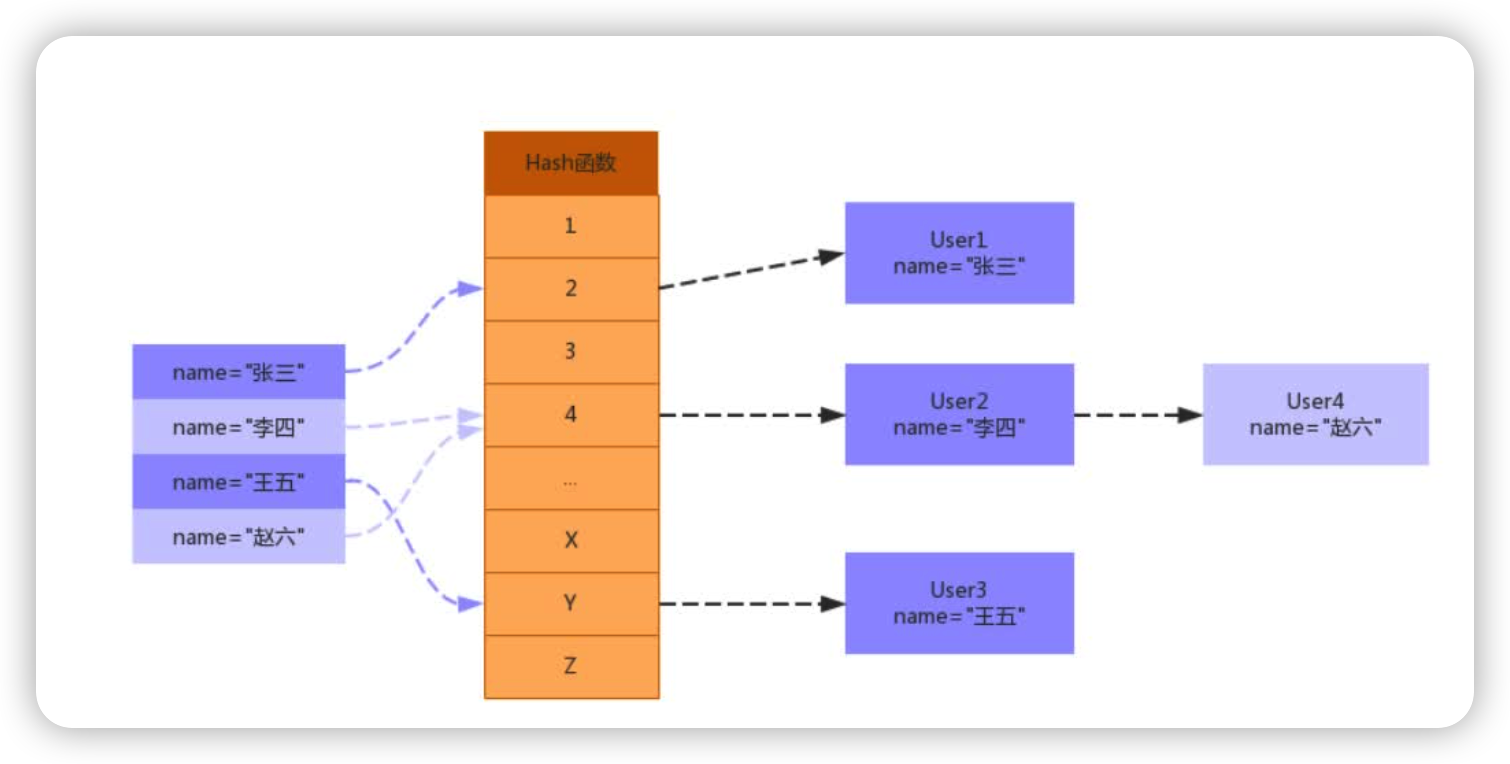 name="张三"
name="李四"
name="王五"
name="赵六"
Hash函数
1
2
3
4
...
X
Y
Z
User1
name="张三"
User2
name="李四"
User4
name="赵六"
User3
name="王五"